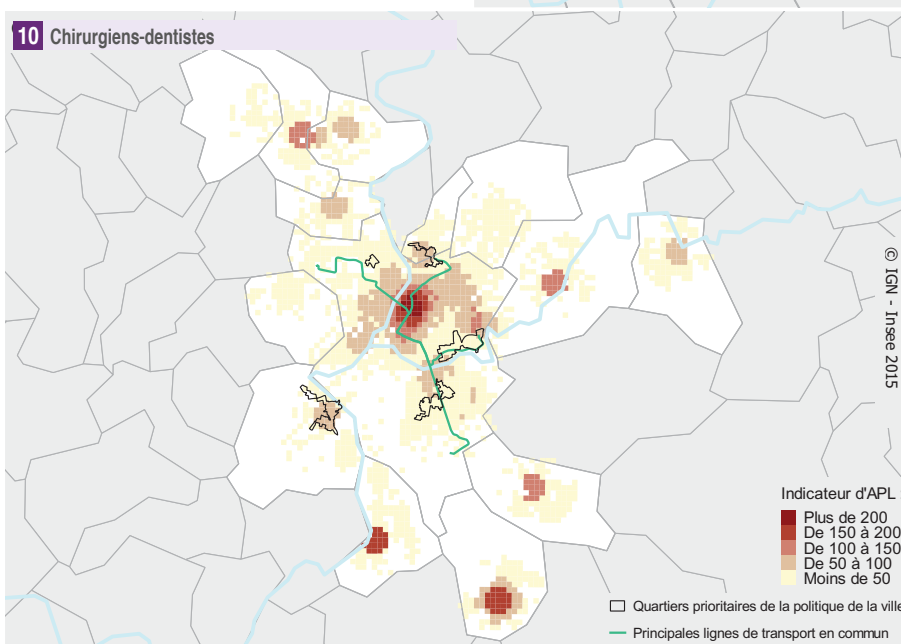 10 Chirurgiens-dentistes
© IGN - Insee 2015
Indicateur d'APL
Plus de 200
De 150 à 200
De 100 à 150
De 50 à 100
Moins de 50
Quartiers prioritaires de la politique de la ville
Principales lignes de transport en commun